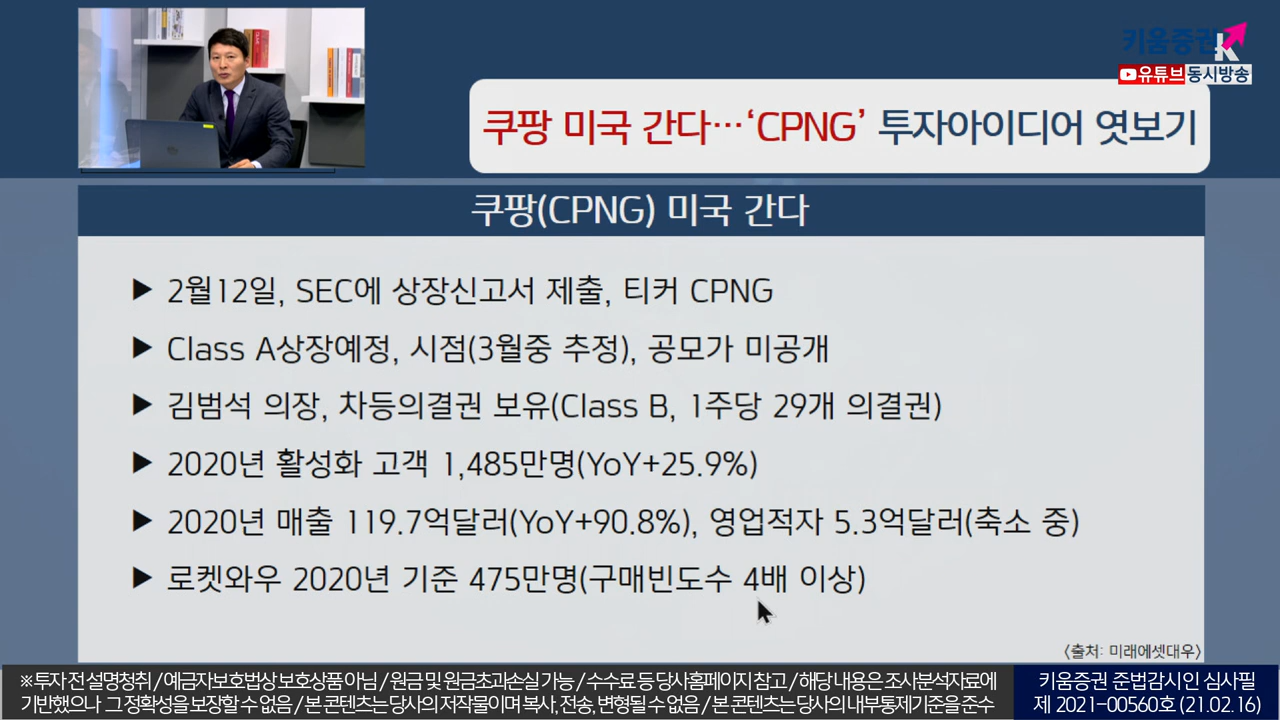 키움증권
유튜브동시방송
쿠팡 미국 간다…‘CPNG’ 투자아이디어 엿보기
쿠팡(CPNG) 미국 간다
▶ 2월12일, SEC에 상장신고서 제출, 티커 CPNG
▶ Class A상장예정, 시점(3월중 추정), 공모가 미공개
▶ 김범석 의장, 차등의결권 보유(Class B, 1주당 29개 의결권)
▶ 2020년 활성화 고객 1,485만명(YoY+25.9%)
▶ 2020년 매출 119.7억달러(YoY+90.8%), 영업적자 5.3억달러(축소 중)
▶ 로켓와우 2020년 기준 475만명(구매빈도수 4배 이상)
<출처: 미래에셋대우>
※ 투자 전 설명청취 / 예금자보호법상 보호상품 아님 / 원금 및 원금초과손실 가능 / 수수료 등 당사홈페이지 참고 / 해당 내용은 조사분석자료에
기반했으나 그 정확성을 보장할 수 없음 / 본 콘텐츠는 당사의 저작물이며 복사, 전송, 변형될 수 없음 / 본 콘텐츠는 당사의 내부통제기준을 준수
키움증권 준법감시인 심사필
제 2021-00560호 (21.02.16)